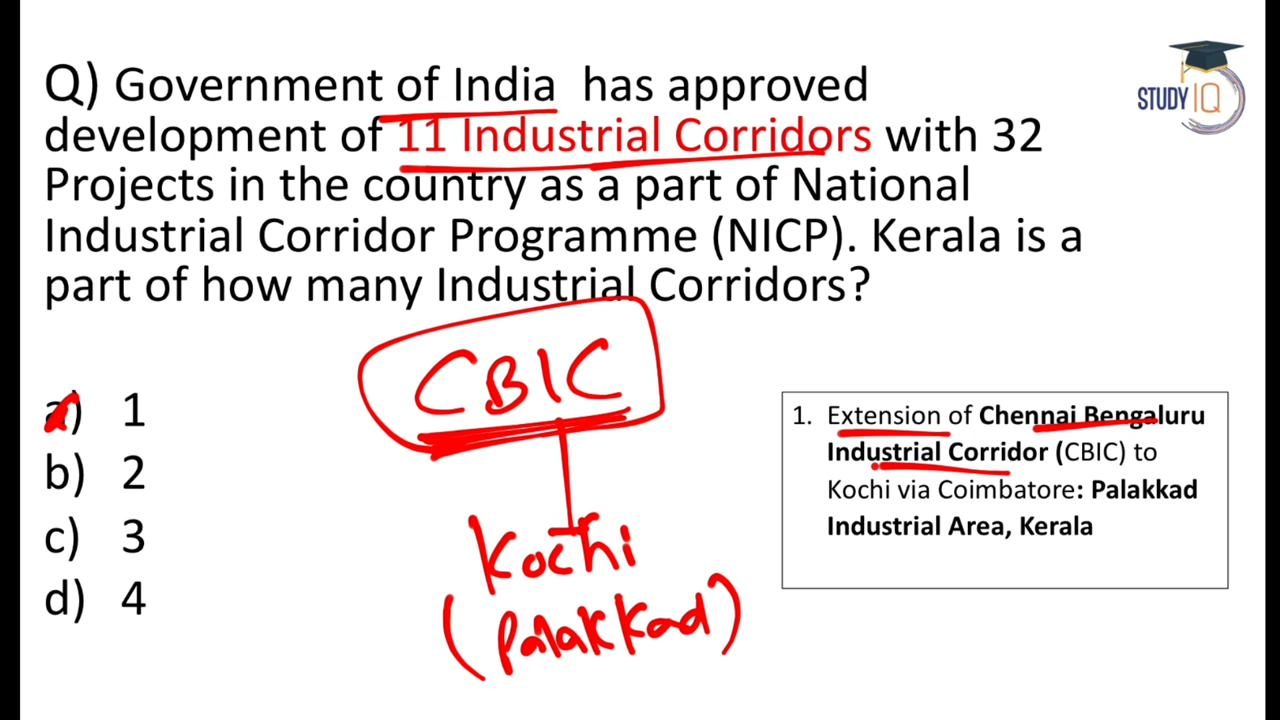 Q) Government of India has approved
development of 11 Industrial Corridors with 32
Projects in the country as a part of National
Industrial Corridor Programme (NICP). Kerala is a
part of how many Industrial Corridors?
STUDY IQ
CBIC
Kochi
(Palakkad)
a) 1
b) 2
c) 3
d) 4
1. Extension of Chennai Bengaluru
Industrial Corridor (CBIC) to
Kochi via Coimbatore: Palakkad
Industrial Area, Kerala